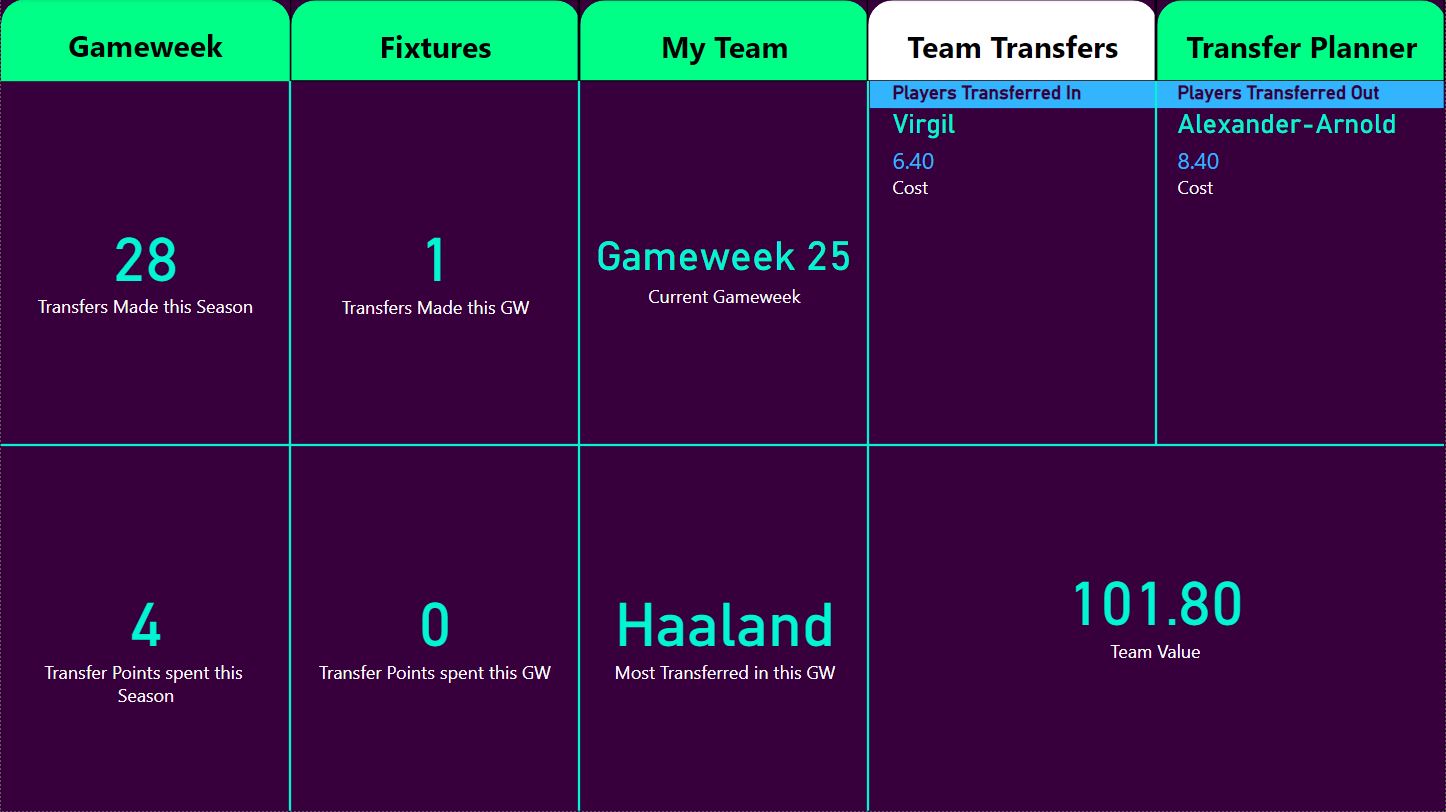 Gameweek
Fixtures
My Team
Team Transfers
Transfer Planner
Players Transferred In
Players Transferred Out
Virgil
6.40
Cost
Alexander-Arnold
8.40
Cost
28
Transfers Made this Season
1
Transfers Made this GW
Gameweek 25
Current Gameweek
4
Transfer Points spent this
Season
0
Transfer Points spent this GW
Haaland
Most Transferred in this GW
101.80
Team Value